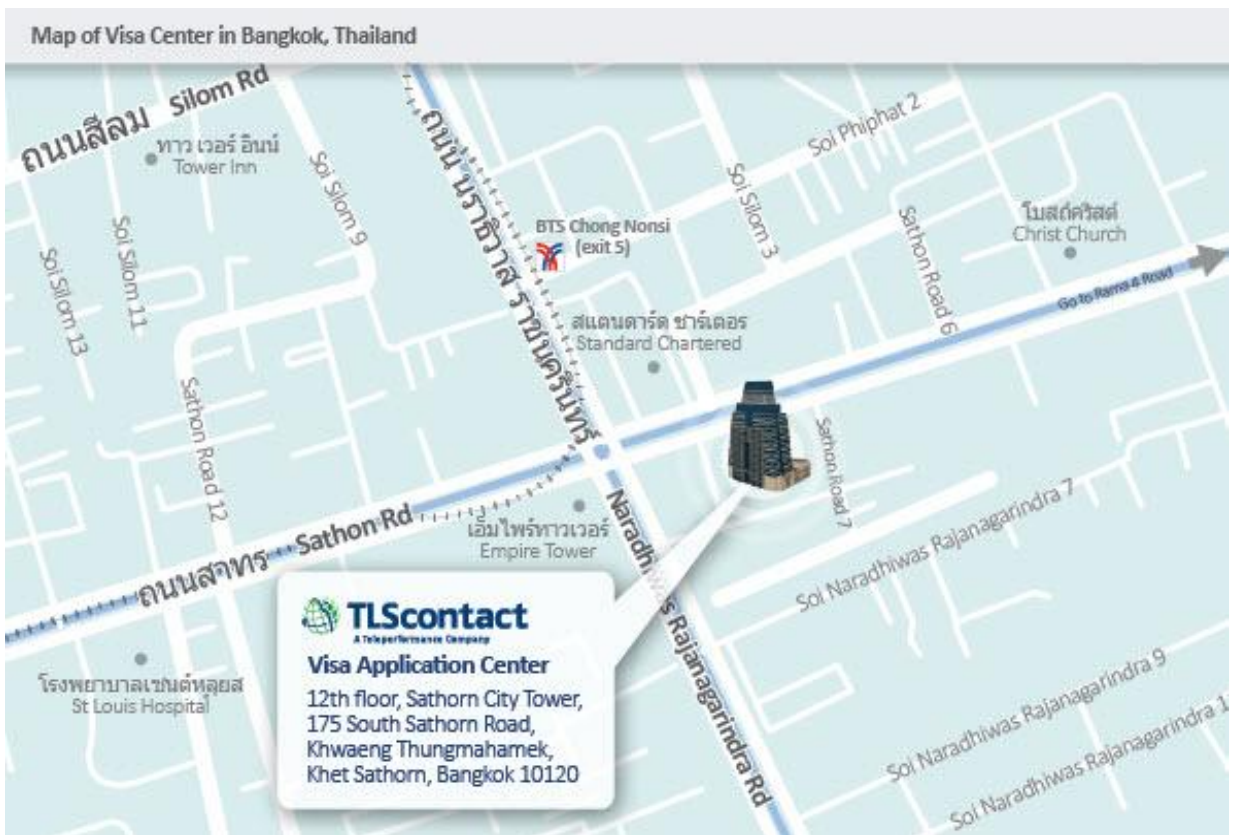 Map of Visa Center in Bangkok, Thailand
ถนนสีลม Silom Rd
ทาว เวอร์ อินน์
Tower Inn
Soi Silom 9
Soi Silom 11
Soi Silom 13
ถนน นราธิวาส ราชนครินทร์
BTS Chong Nonsi
(exit 5)
Soi Phiphat 2
Soi Silom 3
Sathon Road 6
โบสถ์คริสต์
Christ Church
Go to Rama 4 Road
สแตนดาร์ด ชาร์เตอร
Standard Chartered
Sathon Road 12
Sathon Road 7
ถนนสาทร Sathon Rd
เอ็มไพร์ทาวเวอร์
Empire Tower
Naradhiwas Rajanagarindra Rd
Soi Naradhiwas Rajanagarindra 7
Soi Naradhiwas Rajanagarindra 9
Soi Naradhiwas Rajanagarindra 1
โรงพยาบาลเซนต์หลุยส
St Louis Hospital
TLScontact
A Teleperformance Company
Visa Application Center
12th floor, Sathorn City Tower,
175 South Sathorn Road,
Khwaeng Thungmahamek,
Khet Sathorn, Bangkok 10120